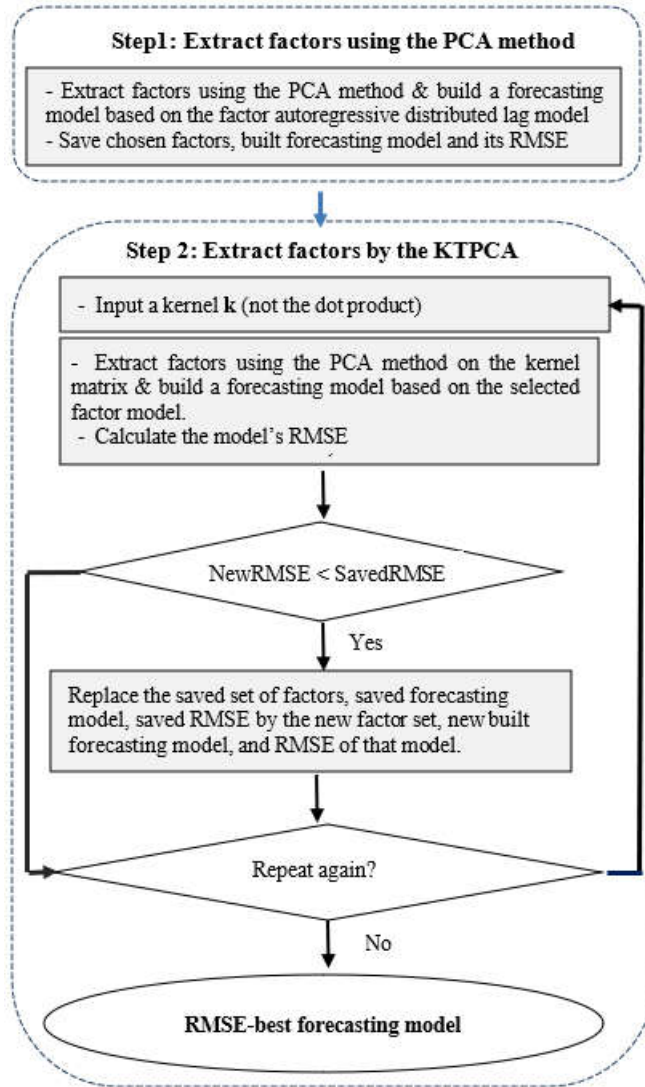 Step1: Extract factors using the PCA method
- Extract factors using the PCA method & build a forecasting
model based on the factor autoregressive distributed lag model
- Save chosen factors, built forecasting model and its RMSE
Step 2: Extract factors by the KTPCA
- Input a kernel k (not the dot product)
- Extract factors using the PCA method on the kernel
matrix & build a forecasting model based on the selected
factor model.
- Calculate the model's RMSE
NewRMSE < SavedRMSE
Yes
Replace the saved set of factors, saved forecasting
model, saved RMSE by the new factor set, new built
forecasting model, and RMSE of that model.
Repeat again?
No
RMSE-best forecasting model